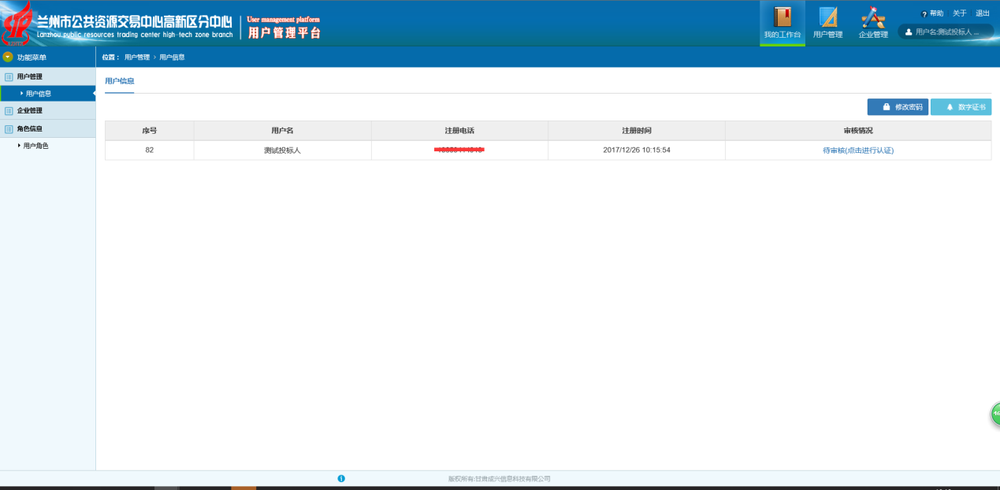 兰州市公共资源交易中心高新区分中心
Lanzhou public resources trading center high-tech zone branch
User management platform
用户管理平台
我的工作台
用户管理
企业管理
帮助 关于 退出
用户名:测试投标人 ...
功能菜单
位置： 用户管理 › 用户信息
用户管理
用户信息
企业管理
角色信息
用户角色
用户信息
修改密码
数字证书
序号 用户名 注册电话 注册时间 审核情况
82 测试投标人 2017/12/26 10:15:54 待审核(点击进行认证)
46
版权所有:甘肃成兴信息科技有限公司